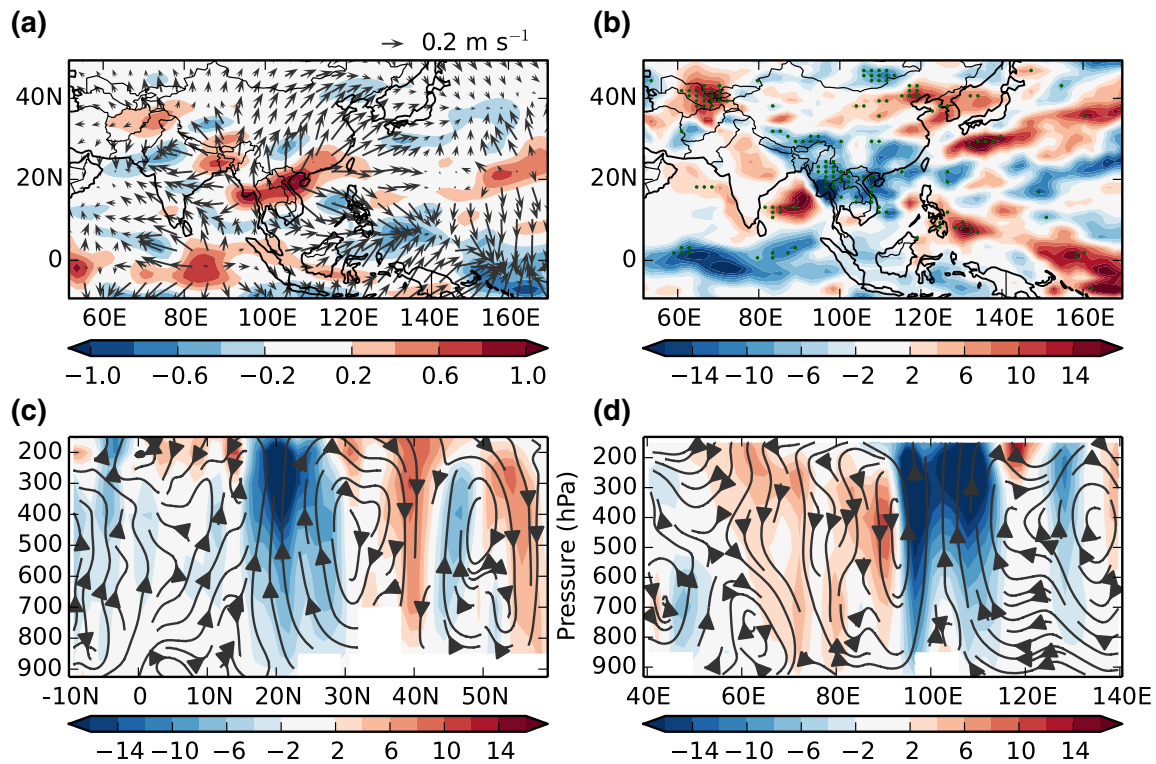 (a)
0.2 m s⁻¹
(b)
40N
20N
0
60E 80E 100E 120E 140E 160E
−1.0 −0.6 −0.2 0.2 0.6 1.0
40N
20N
0
60E 80E 100E 120E 140E 160E
−14 −10 −6 −2 2 6 10 14
(c)
200
300
400
500
600
700
800
900
-10N 0 10N 20N 30N 40N 50N
−14 −10 −6 −2 2 6 10 14
(d)
Pressure (hPa)
200
300
400
500
600
700
800
900
40E 60E 80E 100E 120E 140E
−14 −10 −6 −2 2 6 10 14